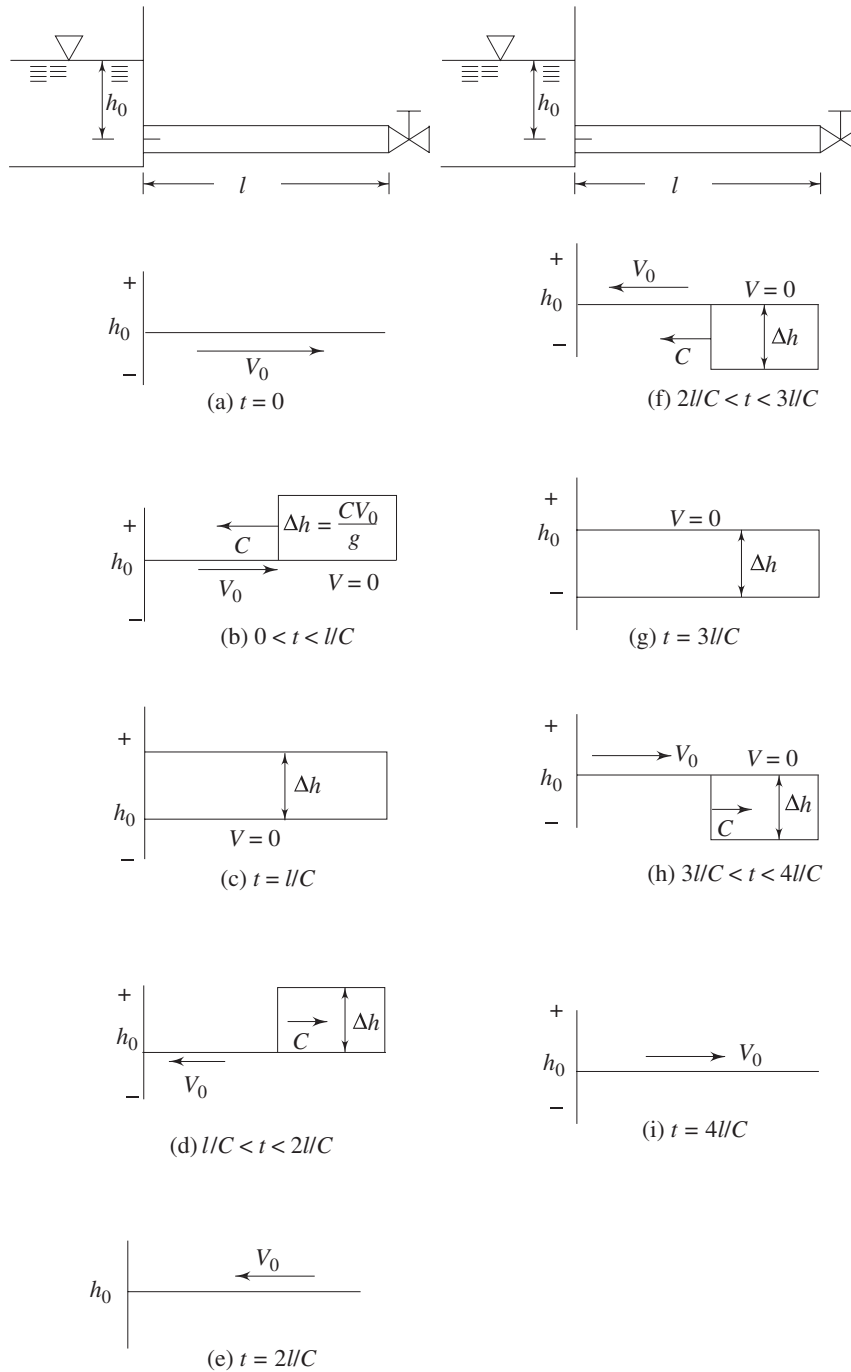 h₀
l
+
h₀
−
V₀
(a) t = 0
+
h₀
−
C
Δh = CV₀/g
V₀
V = 0
(b) 0 < t < l/C
+
h₀
−
Δh
V = 0
(c) t = l/C
+
h₀
−
C
Δh
V₀
(d) l/C < t < 2l/C
V₀
h₀
(e) t = 2l/C
h₀
l
+
h₀
−
V₀
V = 0
C
Δh
(f) 2l/C < t < 3l/C
+
h₀
−
V = 0
Δh
(g) t = 3l/C
+
h₀
−
V₀
V = 0
C
Δh
(h) 3l/C < t < 4l/C
+
h₀
−
V₀
(i) t = 4l/C